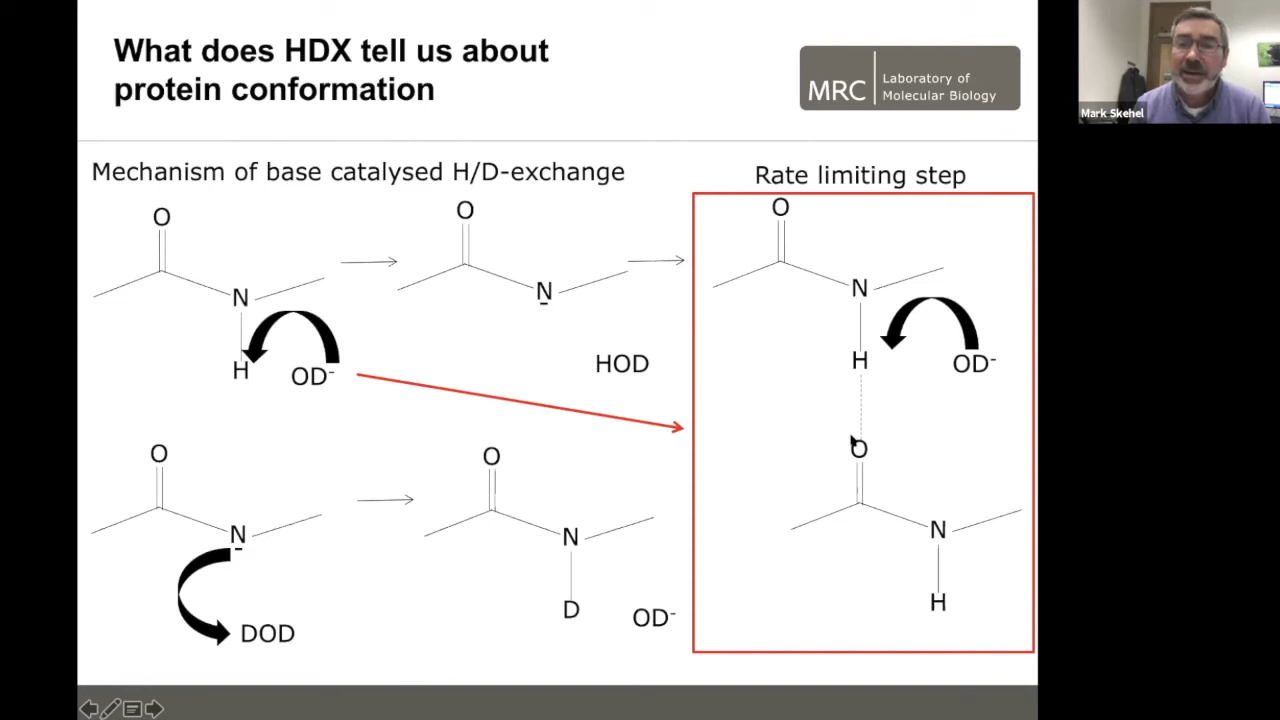 What does HDX tell us about
protein conformation
MRC
Laboratory of
Molecular Biology
Mark Skehel
Mechanism of base catalysed H/D-exchange
Rate limiting step
O
N
H
OD-
O
N
HOD
O
N
H
OD-
O
N
H
O
N
DOD
O
N
D
OD-